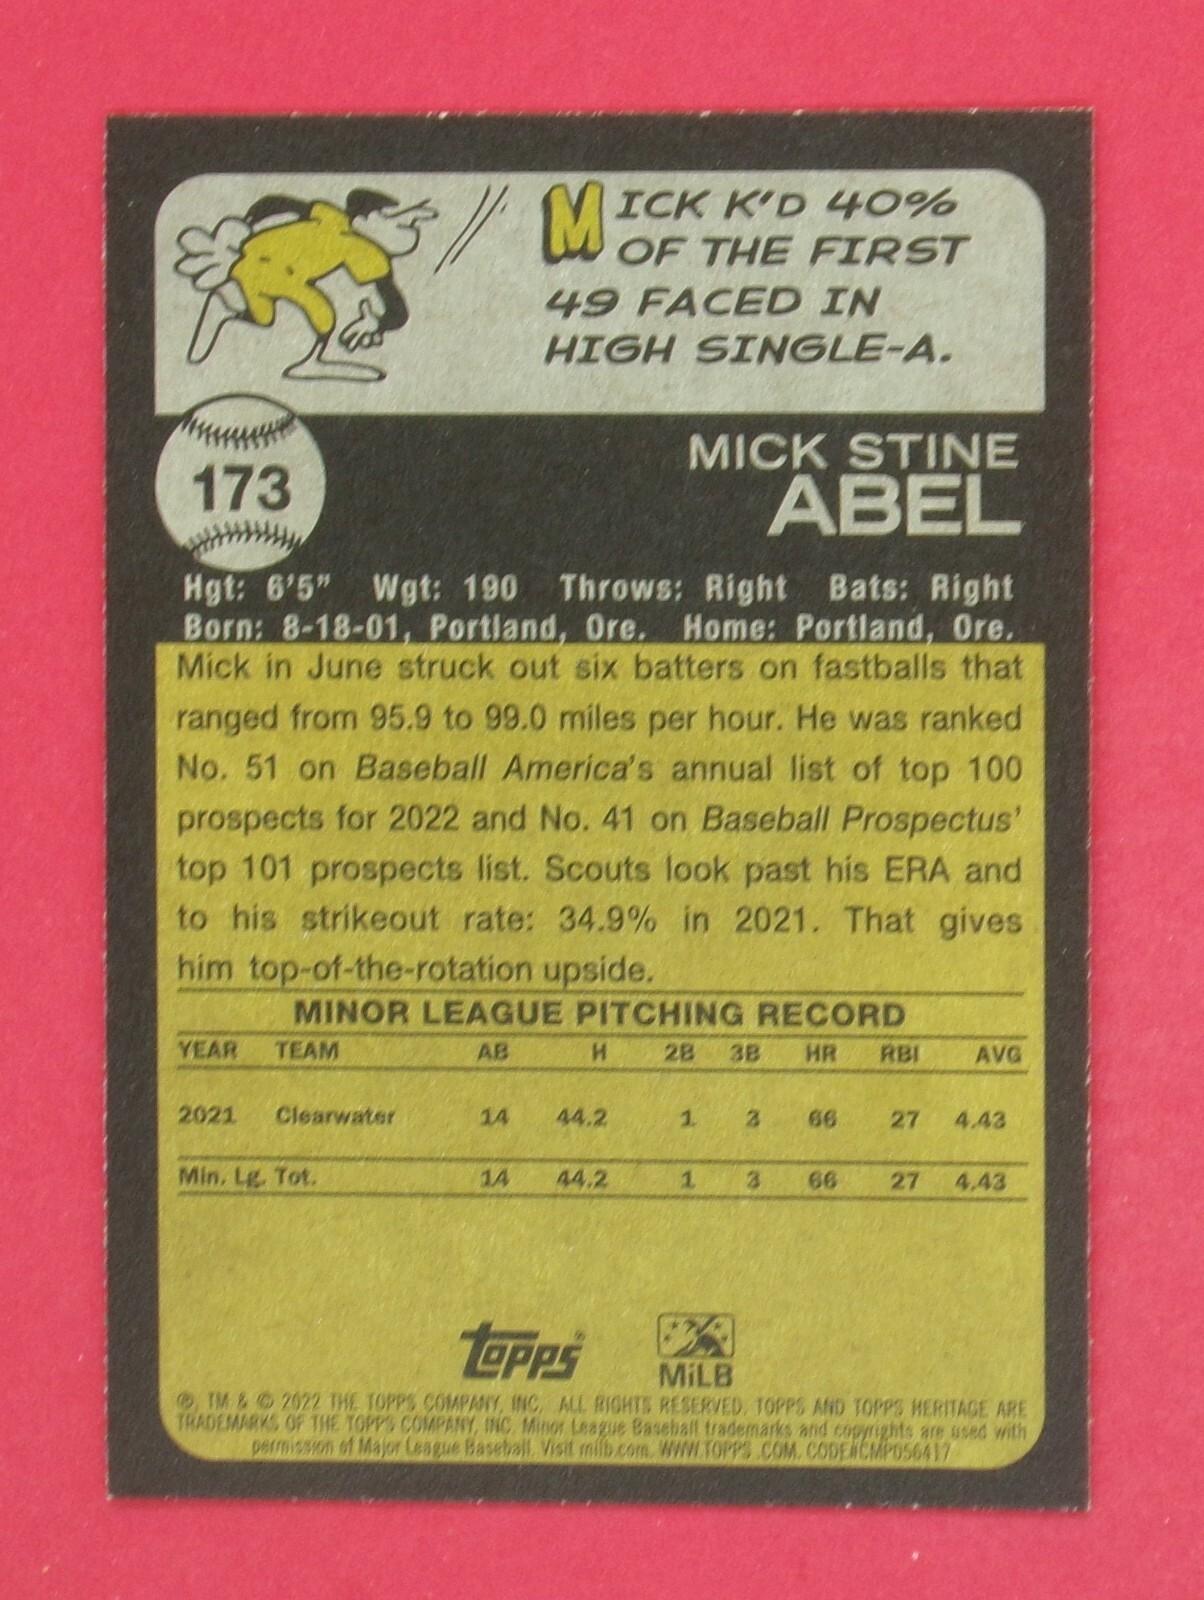 MICK K'D 40%
OF THE FIRST
49 FACED IN
HIGH SINGLE-A.
173
MICK STINE
ABEL
Hgt: 6'5" Wgt: 190 Throws: Right Bats: Right
Born: 8-18-01, Portland, Ore. Home: Portland, Ore.
Mick in June struck out six batters on fastballs that
ranged from 95.9 to 99.0 miles per hour. He was ranked
No. 51 on Baseball America's annual list of top 100
prospects for 2022 and No. 41 on Baseball Prospectus'
top 101 prospects list. Scouts look past his ERA and
to his strikeout rate: 34.9% in 2021. That gives
him top-of-the-rotation upside.
MINOR LEAGUE PITCHING RECORD
YEAR TEAM AB H 2B 3B HR RBI AVG
2021 Clearwater 14 44.2 1 3 66 27 4.43
Min. Lg. Tot. 14 44.2 1 3 66 27 4.43
topps®
MiLB
®, TM & © 2022 THE TOPPS COMPANY, INC. ALL RIGHTS RESERVED. TOPPS AND TOPPS HERITAGE ARE
TRADEMARKS OF THE TOPPS COMPANY, INC. Minor League Baseball trademarks and copyrights are used with
permission of Major League Baseball. Visit milb.com. WWW.TOPPS .COM. CODE#CMP056417